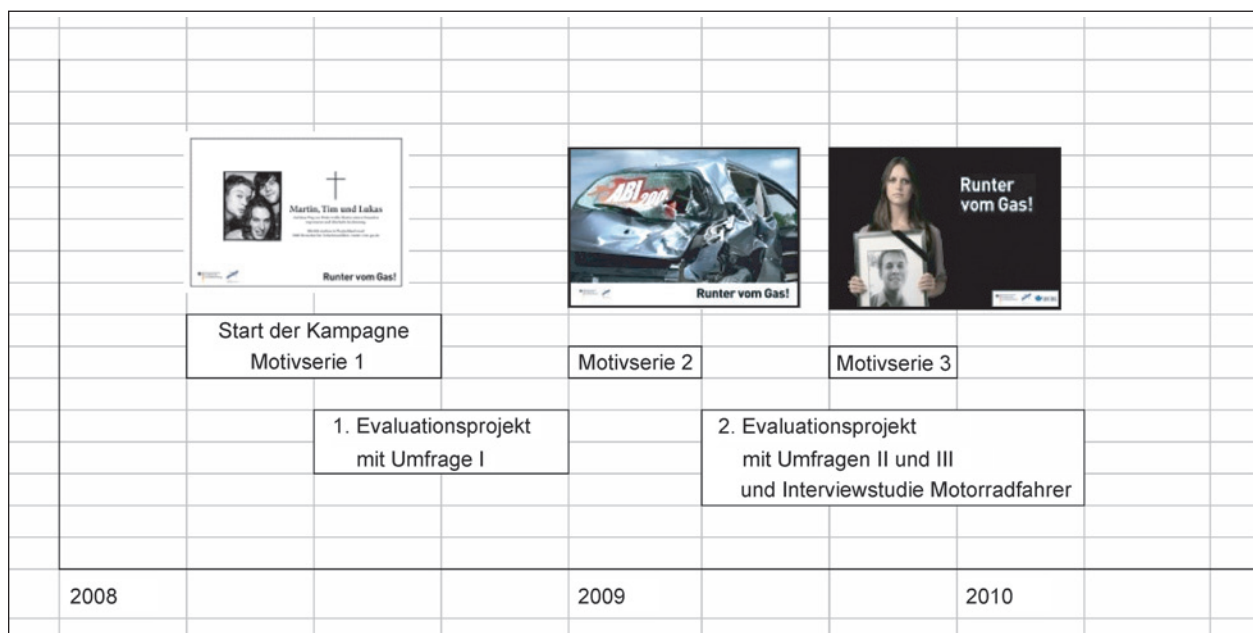 Martin, Tim und Lukas
Runter vom Gas!
ABI
Runter vom Gas!
Runter
vom Gas!
Start der Kampagne
Motivserie 1
Motivserie 2
Motivserie 3
1. Evaluationsprojekt
mit Umfrage I
2. Evaluationsprojekt
mit Umfragen II und III
und Interviewstudie Motorradfahrer
2008
2009
2010